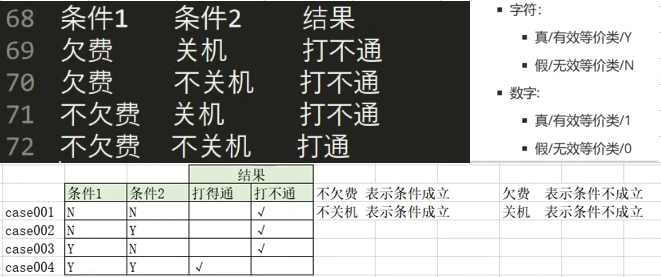 68 条件1 条件2 结果
69 欠费 关机 打不通
70 欠费 不关机 打不通
71 不欠费 关机 打不通
72 不欠费 不关机 打通
字符:
真/有效等价类/Y
假/无效等价类/N
数字:
真/有效等价类/1
假/无效等价类/0
结果
条件1 条件2 打得通 打不通 不欠费 表示条件成立 欠费 表示条件不成立
case001 N N √ 不关机 表示条件成立 关机 表示条件不成立
case002 N Y √
case003 Y N √
case004 Y Y √